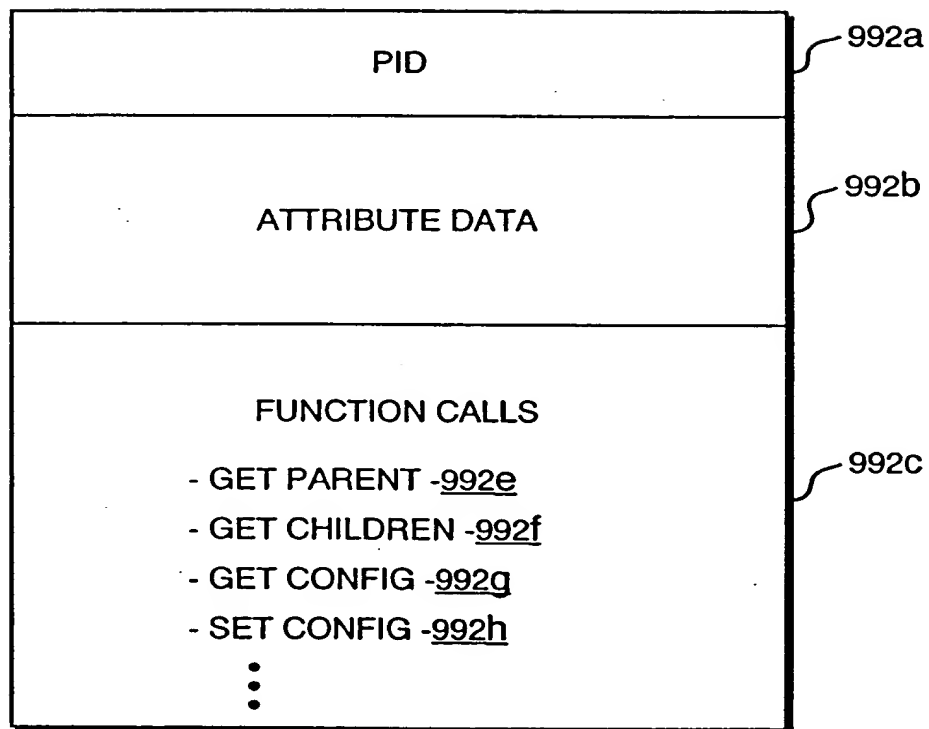 PID
992a
ATTRIBUTE DATA
992b
FUNCTION CALLS
- GET PARENT -992e
- GET CHILDREN -992f
- GET CONFIG -992g
- SET CONFIG -992h
992c